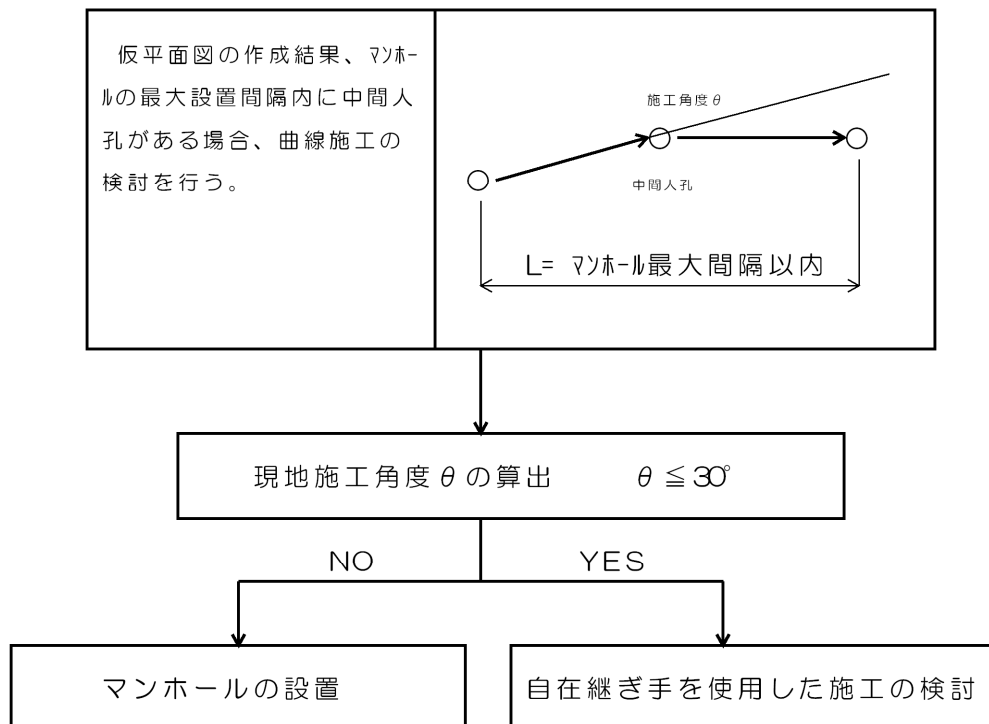 仮平面図の作成結果、ﾏﾝﾎｰ
ﾙの最大設置間隔内に中間人
孔がある場合、曲線施工の
検討を行う。
施工角度θ
中間人孔
L= ﾏﾝﾎｰﾙ最大間隔以内
現地施工角度θの算出 θ≦30°
NO
YES
マンホールの設置
自在継ぎ手を使用した施工の検討